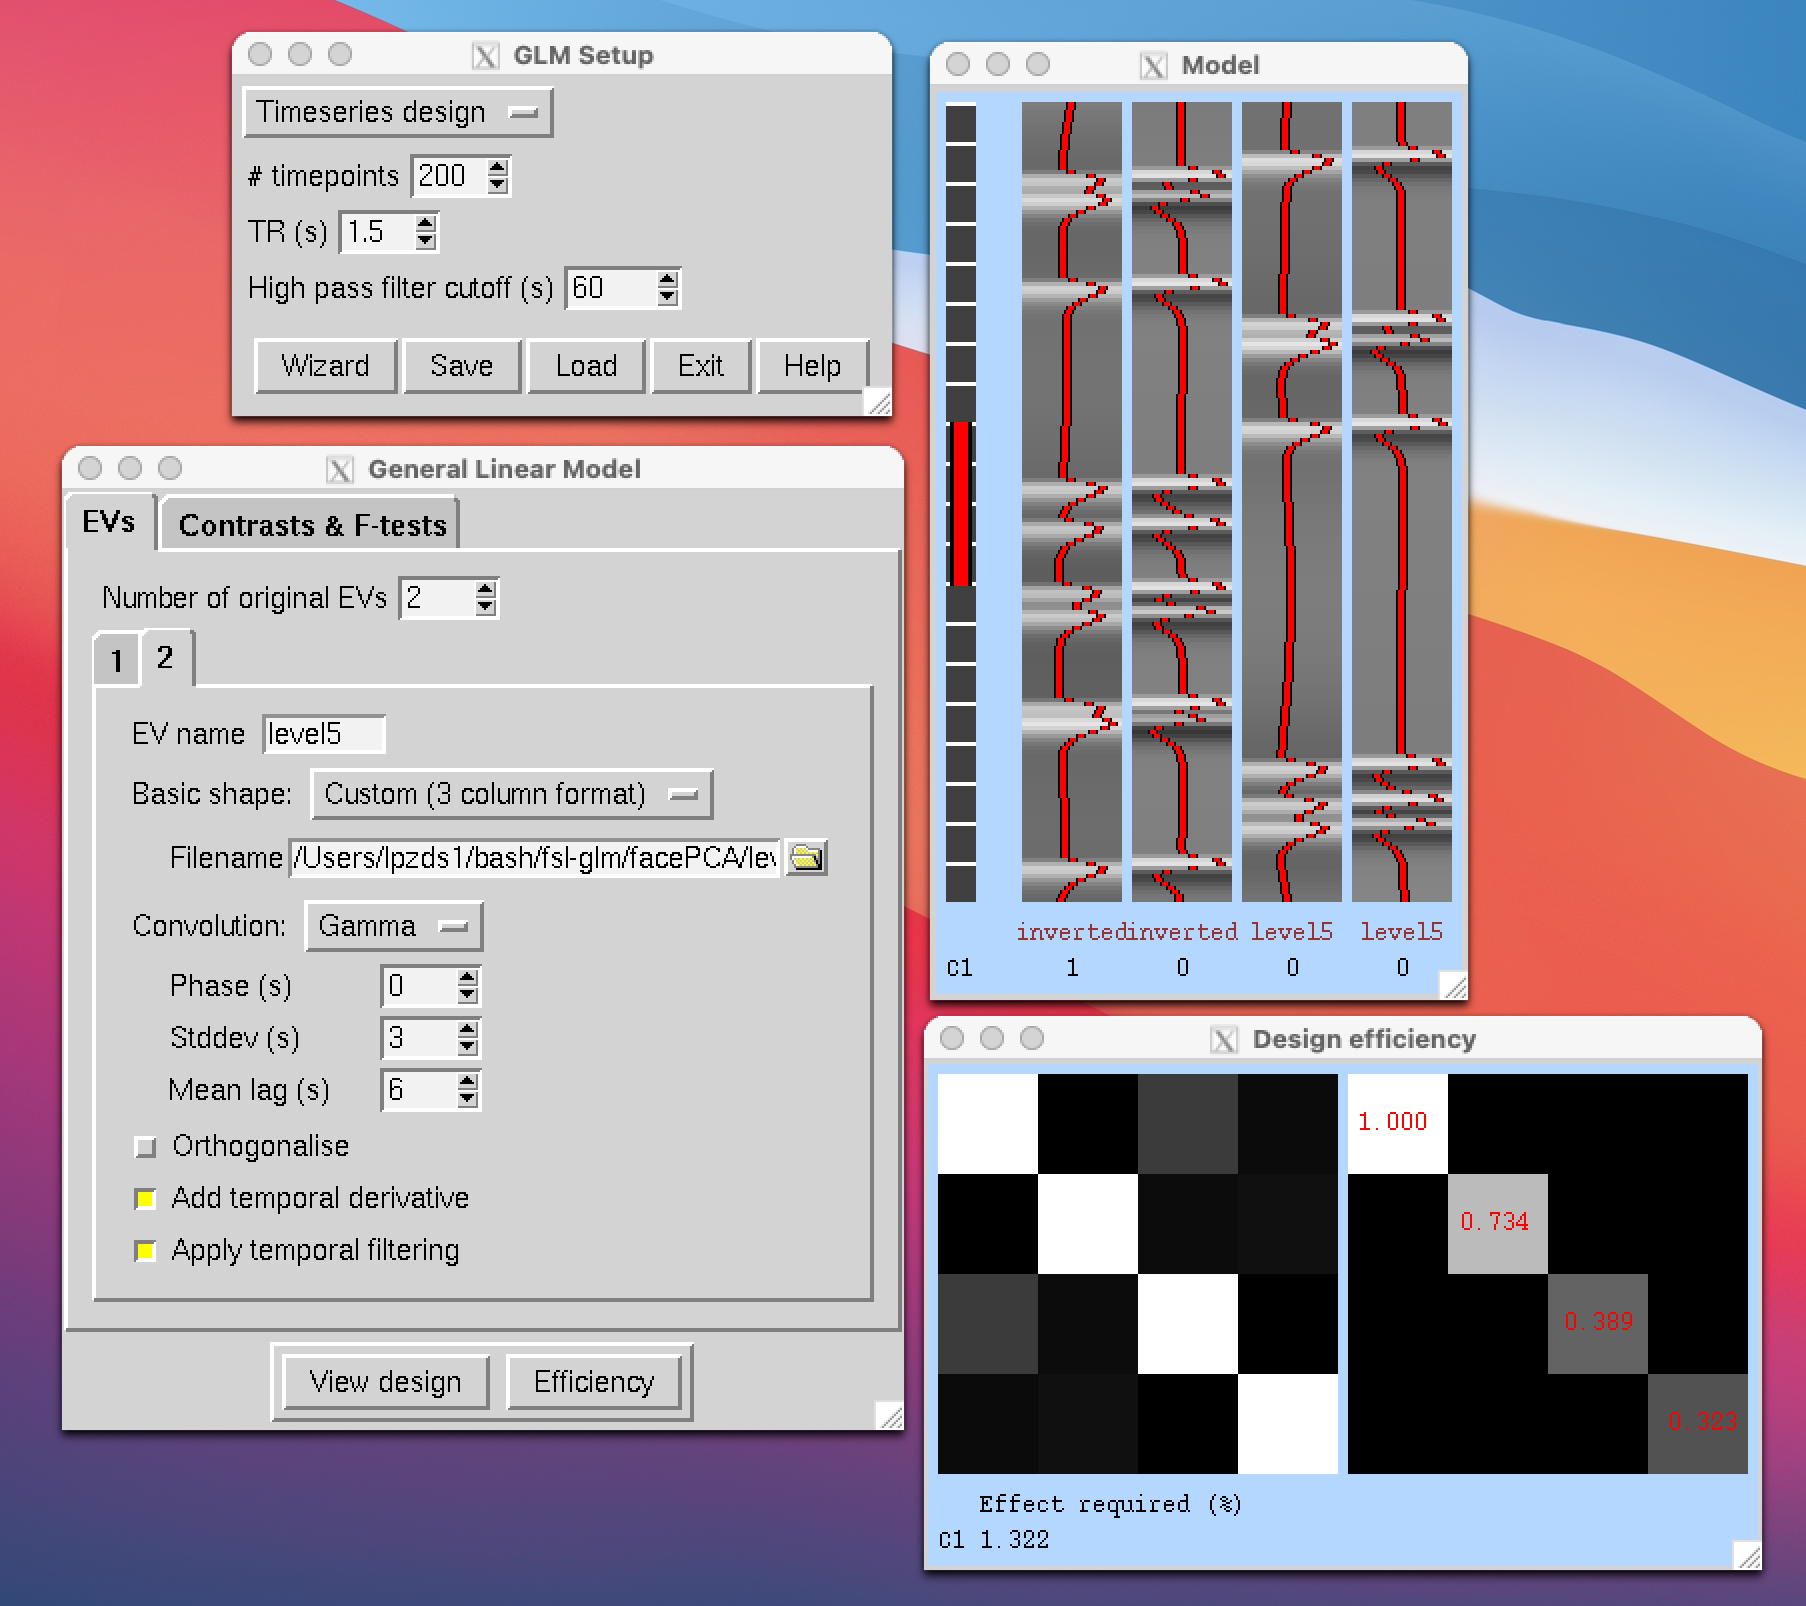 GLM Setup
Timeseries design
# timepoints 200
TR (s) 1.5
High pass filter cutoff (s) 60
Wizard Save Load Exit Help
General Linear Model
EVs Contrasts & F-tests
Number of original EVs 2
1 2
EV name level5
Basic shape: Custom (3 column format)
Filename /Users/lpzds1/bash/fsl-glm/facePCA/lev
Convolution: Gamma
Phase (s) 0
Stddev (s) 3
Mean lag (s) 6
Orthogonalise
Add temporal derivative
Apply temporal filtering
View design Efficiency
Model
inverted inverted level5 level5
C1 1 0 0 0
Design efficiency
1.000
0.734
0.389
0.323
Effect required (%)
C1 1.322